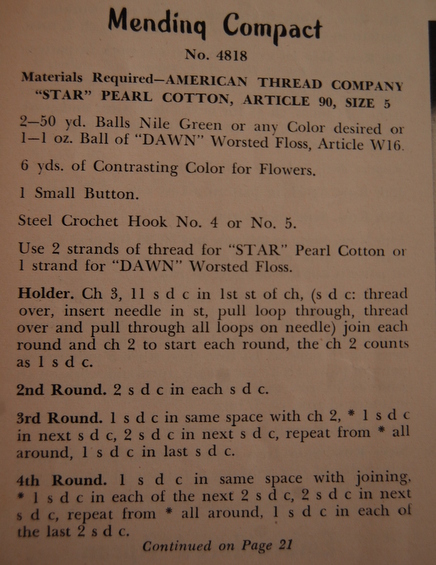 Mending Compact
No. 4818
Materials Required—AMERICAN THREAD COMPANY
"STAR" PEARL COTTON, ARTICLE 90, SIZE 5
2—50 yd. Balls Nile Green or any Color desired or
1—1 oz. Ball of "DAWN" Worsted Floss, Article W16.
6 yds. of Contrasting Color for Flowers.
1 Small Button.
Steel Crochet Hook No. 4 or No. 5.
Use 2 strands of thread for "STAR" Pearl Cotton or
1 strand for "DAWN" Worsted Floss.
Holder. Ch 3, 11 s d c in 1st st of ch, (s d c: thread
over, insert needle in st, pull loop through, thread
over and pull through all loops on needle) join each
round and ch 2 to start each round, the ch 2 counts
as 1 s d c.
2nd Round. 2 s d c in each s d c.
3rd Round. 1 s d c in same space with ch 2, * 1 s d c
in next s d c, 2 s d c in next s d c, repeat from * all
around, 1 s d c in last s d c.
4th Round. 1 s d c in same space with joining,
* 1 s d c in each of the next 2 s d c, 2 s d c in next
s d c, repeat from * all around, 1 s d c in each of
the last 2 s d c.
Continued on Page 21